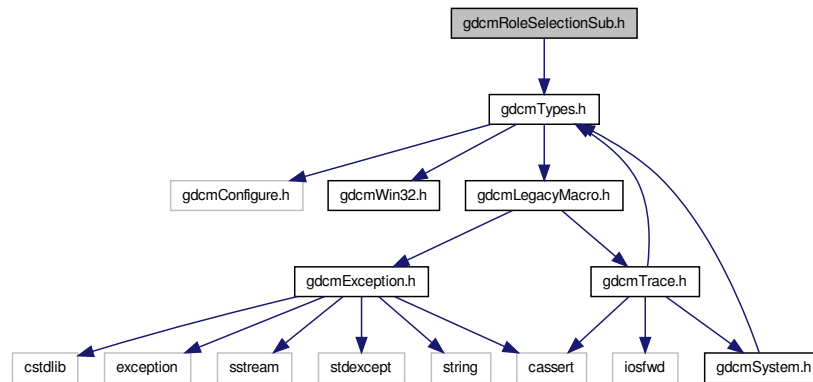 gdcmRoleSelectionSub.h
gdcmTypes.h
gdcmConfigure.h
gdcmWin32.h
gdcmLegacyMacro.h
gdcmException.h
gdcmTrace.h
cstdlib
exception
sstream
stdexcept
string
cassert
iosfwd
gdcmSystem.h